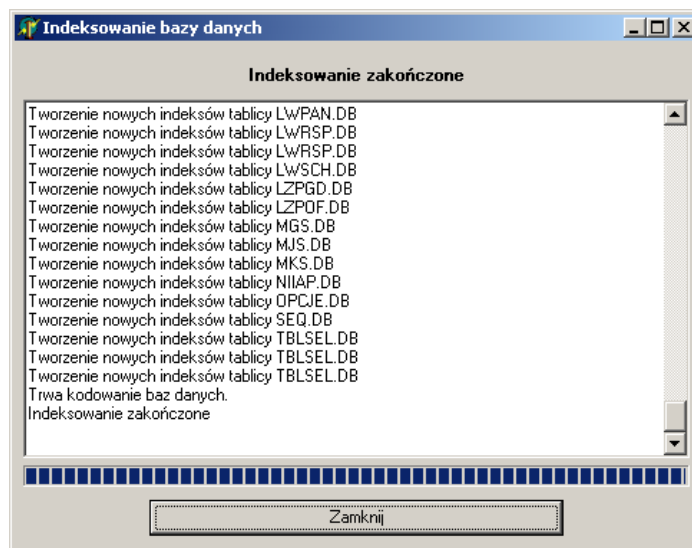 Indeksowanie bazy danych
Indeksowanie zakończone
Tworzenie nowych indeksów tablicy LWPAN.DB
Tworzenie nowych indeksów tablicy LWRSP.DB
Tworzenie nowych indeksów tablicy LWRSP.DB
Tworzenie nowych indeksów tablicy LWSCH.DB
Tworzenie nowych indeksów tablicy LZPGD.DB
Tworzenie nowych indeksów tablicy LZPOF.DB
Tworzenie nowych indeksów tablicy MGS.DB
Tworzenie nowych indeksów tablicy MJS.DB
Tworzenie nowych indeksów tablicy MKS.DB
Tworzenie nowych indeksów tablicy NIIAP.DB
Tworzenie nowych indeksów tablicy OPCJE.DB
Tworzenie nowych indeksów tablicy SEQ.DB
Tworzenie nowych indeksów tablicy TBLSEL.DB
Tworzenie nowych indeksów tablicy TBLSEL.DB
Tworzenie nowych indeksów tablicy TBLSEL.DB
Trwa kodowanie baz danych.
Indeksowanie zakończone
Zamknij